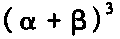 (α + β)³